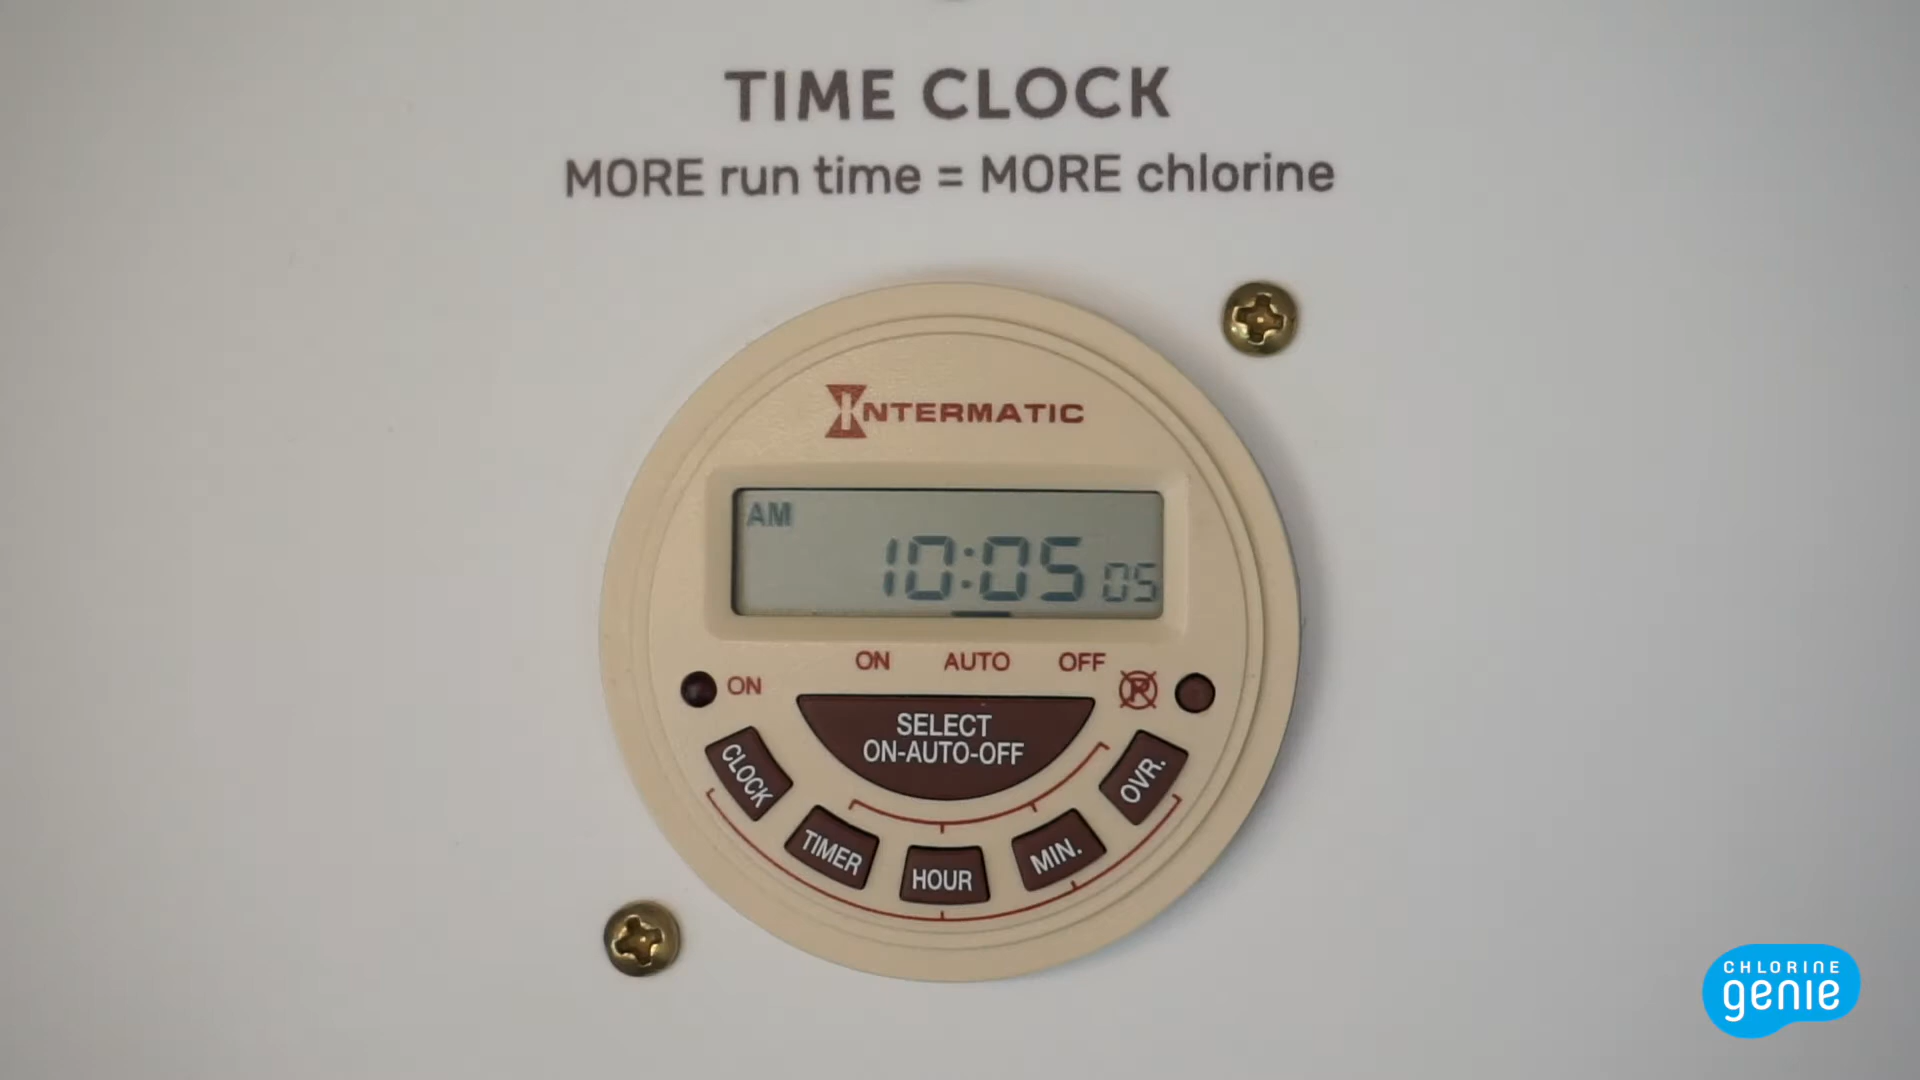 TIME CLOCK
MORE run time = MORE chlorine
INTERMATIC
AM
10:05 05
ON AUTO OFF
ON
R
SELECT
ON-AUTO-OFF
CLOCK
TIMER
HOUR
MIN.
OVR.
CHLORINE
genie